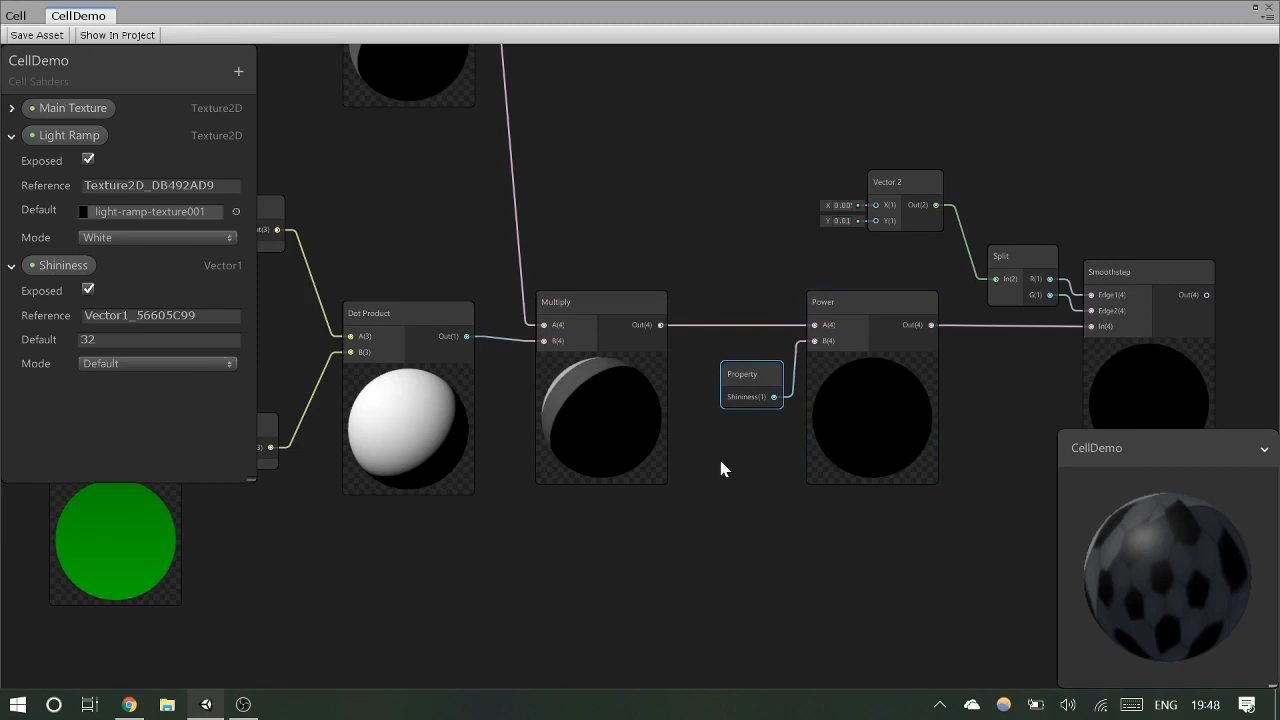 Cell CellDemo
Save Asset Show In Project
CellDemo
Cell Sanders
Main Texture Texture2D
Light Ramp Texture2D
Exposed
Reference Texture2D_DB492AD9
Default light-ramp-texture001
Mode White
Shininess Vector1
Exposed
Reference Vector1_56605C99
Default 32
Mode Default
Dot Product
A(3) Out(1)
B(3)
Multiply
A(4) Out(4)
B(4)
Property
Shininess(1)
Power
A(4) Out(4)
B(4)
Vector 2
X(1) Out(2)
Y 0.01 Y(1)
Split
In(2) R(1)
G(1)
Smoothstep
Edge1(4) Out(4)
Edge2(4)
In(4)
CellDemo
ENG 19:48